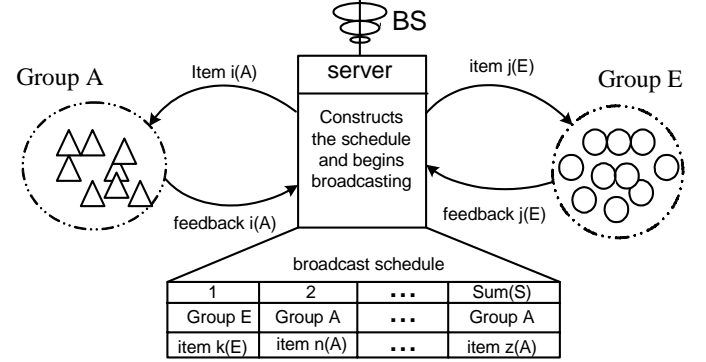 BS
server
Group A
Item i(A)
item j(E)
Group E
Constructs
the schedule
and begins
broadcasting
feedback i(A)
feedback j(E)
broadcast schedule
1 2 ... Sum(S)
Group E Group A ... Group A
item k(E) item n(A) ... item z(A)